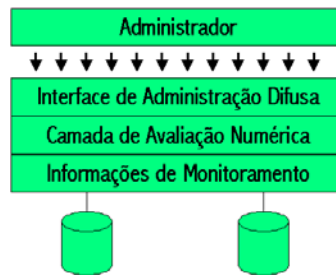 Administrador
Interface de Administração Difusa
Camada de Avaliação Numérica
Informações de Monitoramento